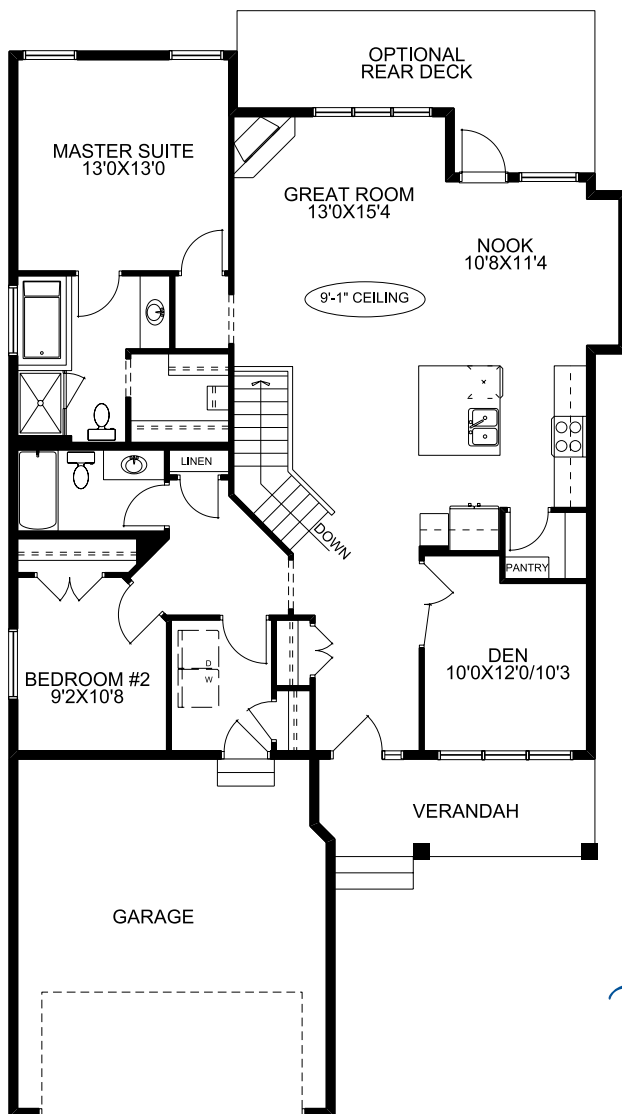 OPTIONAL
REAR DECK
MASTER SUITE
13'0X13'0
GREAT ROOM
13'0X15'4
NOOK
10'8X11'4
9'-1" CEILING
LINEN
DOWN
PANTRY
DEN
10'0X12'0/10'3
D
W
BEDROOM #2
9'2X10'8
VERANDAH
GARAGE